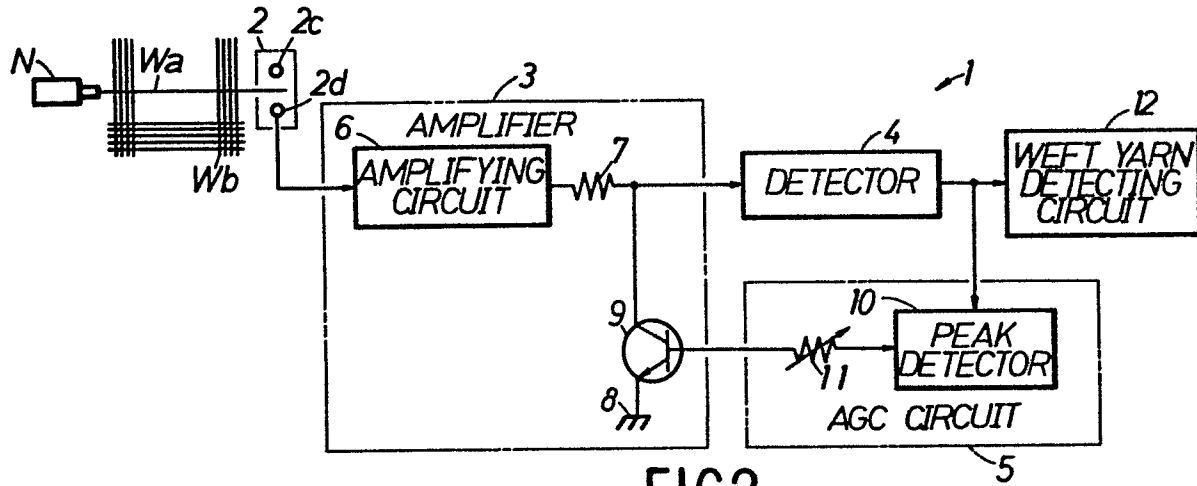 N
Wa
Wb
2
2c
2d
3
AMPLIFIER
6
AMPLIFYING
CIRCUIT
7
9
8
4
DETECTOR
1
12
WEFT YARN
DETECTING
CIRCUIT
10
PEAK
DETECTOR
11
AGC CIRCUIT
5